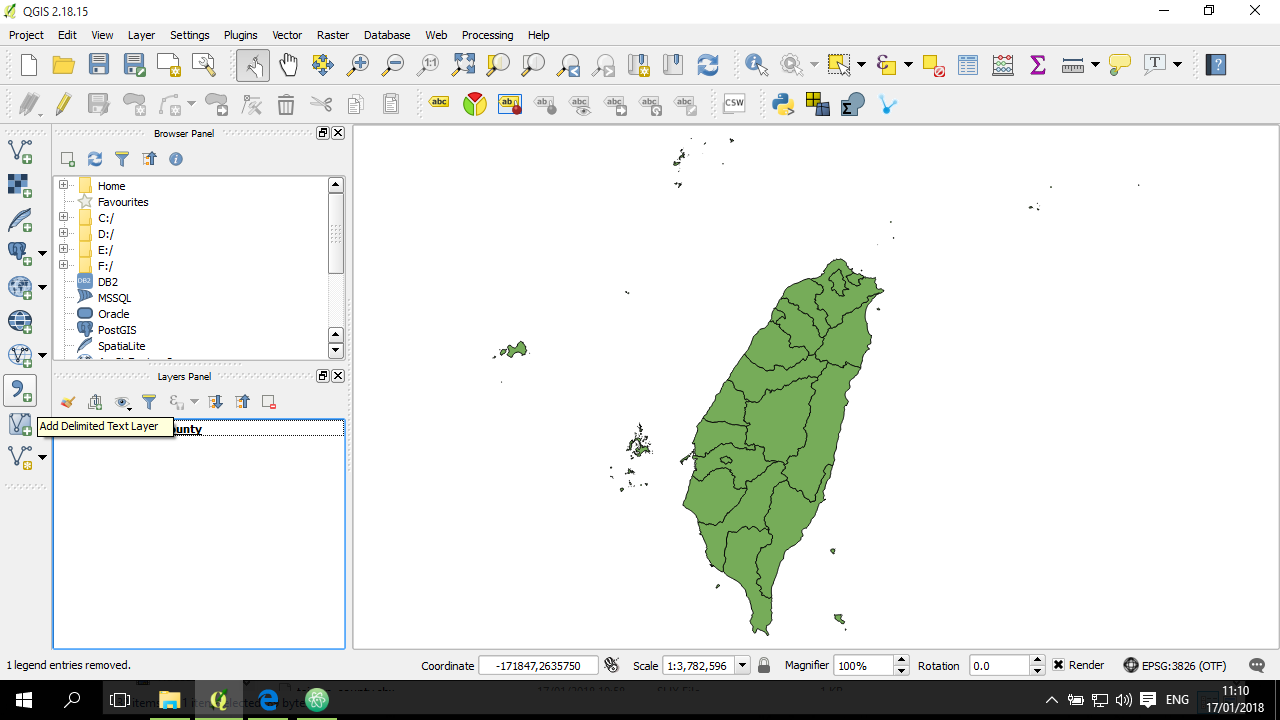 QGIS 2.18.15
Project Edit View Layer Settings Plugins Vector Raster Database Web Processing Help
abc abc CSW
Browser Panel
Home
Favourites
C:/
D:/
E:/
F:/
DB2
MSSQL
Oracle
PostGIS
SpatiaLite
Layers Panel
Add Delimited Text Layer
ounty
1 legend entries removed.
Coordinate -171847,2635750 Scale 1:3,782,596 Magnifier 100% Rotation 0.0 Render EPSG:3826 (OTF)
ENG
11:10
17/01/2018